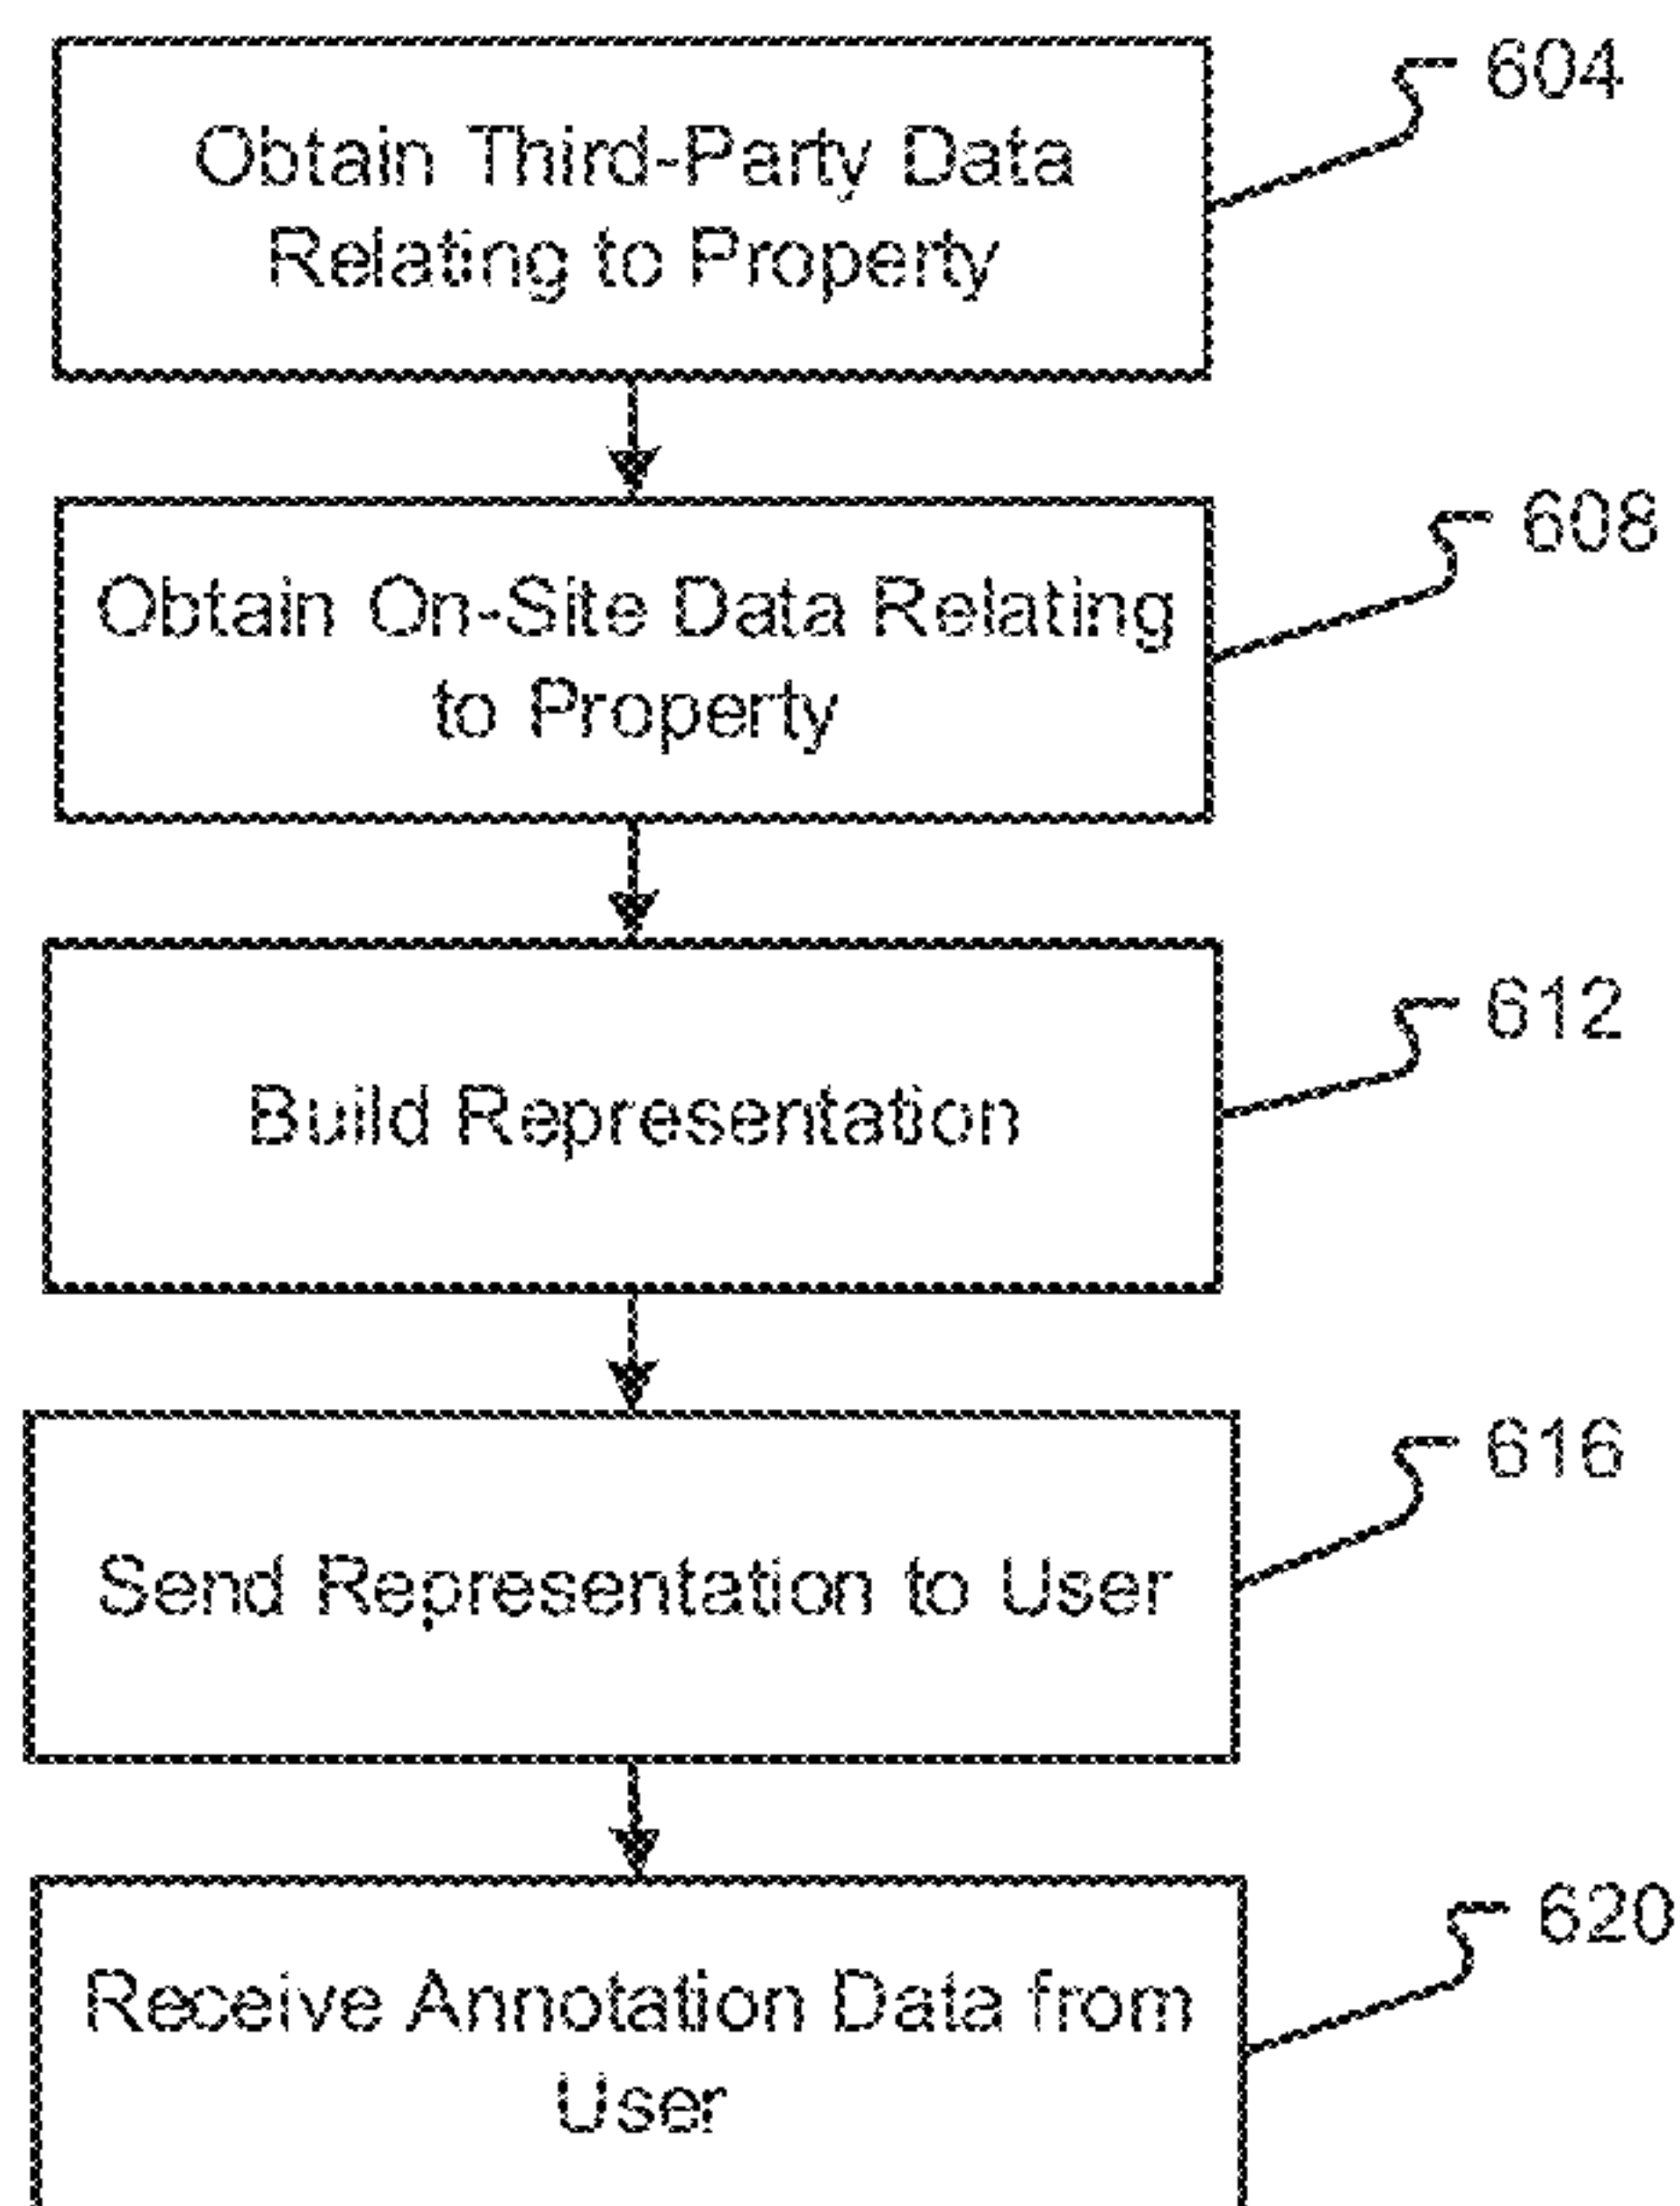 Obtain Third-Party Data
Relating to Property
604
Obtain On-Site Data Relating
to Property
608
Build Representation
612
Send Representation to User
616
Receive Annotation Data from
User
620